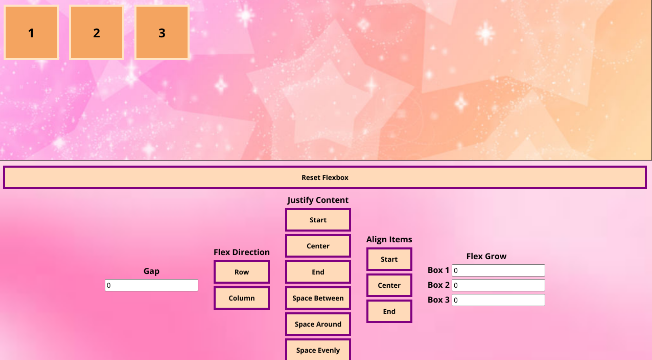 1
2
3
Reset Flexbox
Gap
0
Flex Direction
Row
Column
Justify Content
Start
Center
End
Space Between
Space Around
Space Evenly
Align Items
Start
Center
End
Flex Grow
Box 1 0
Box 2 0
Box 3 0